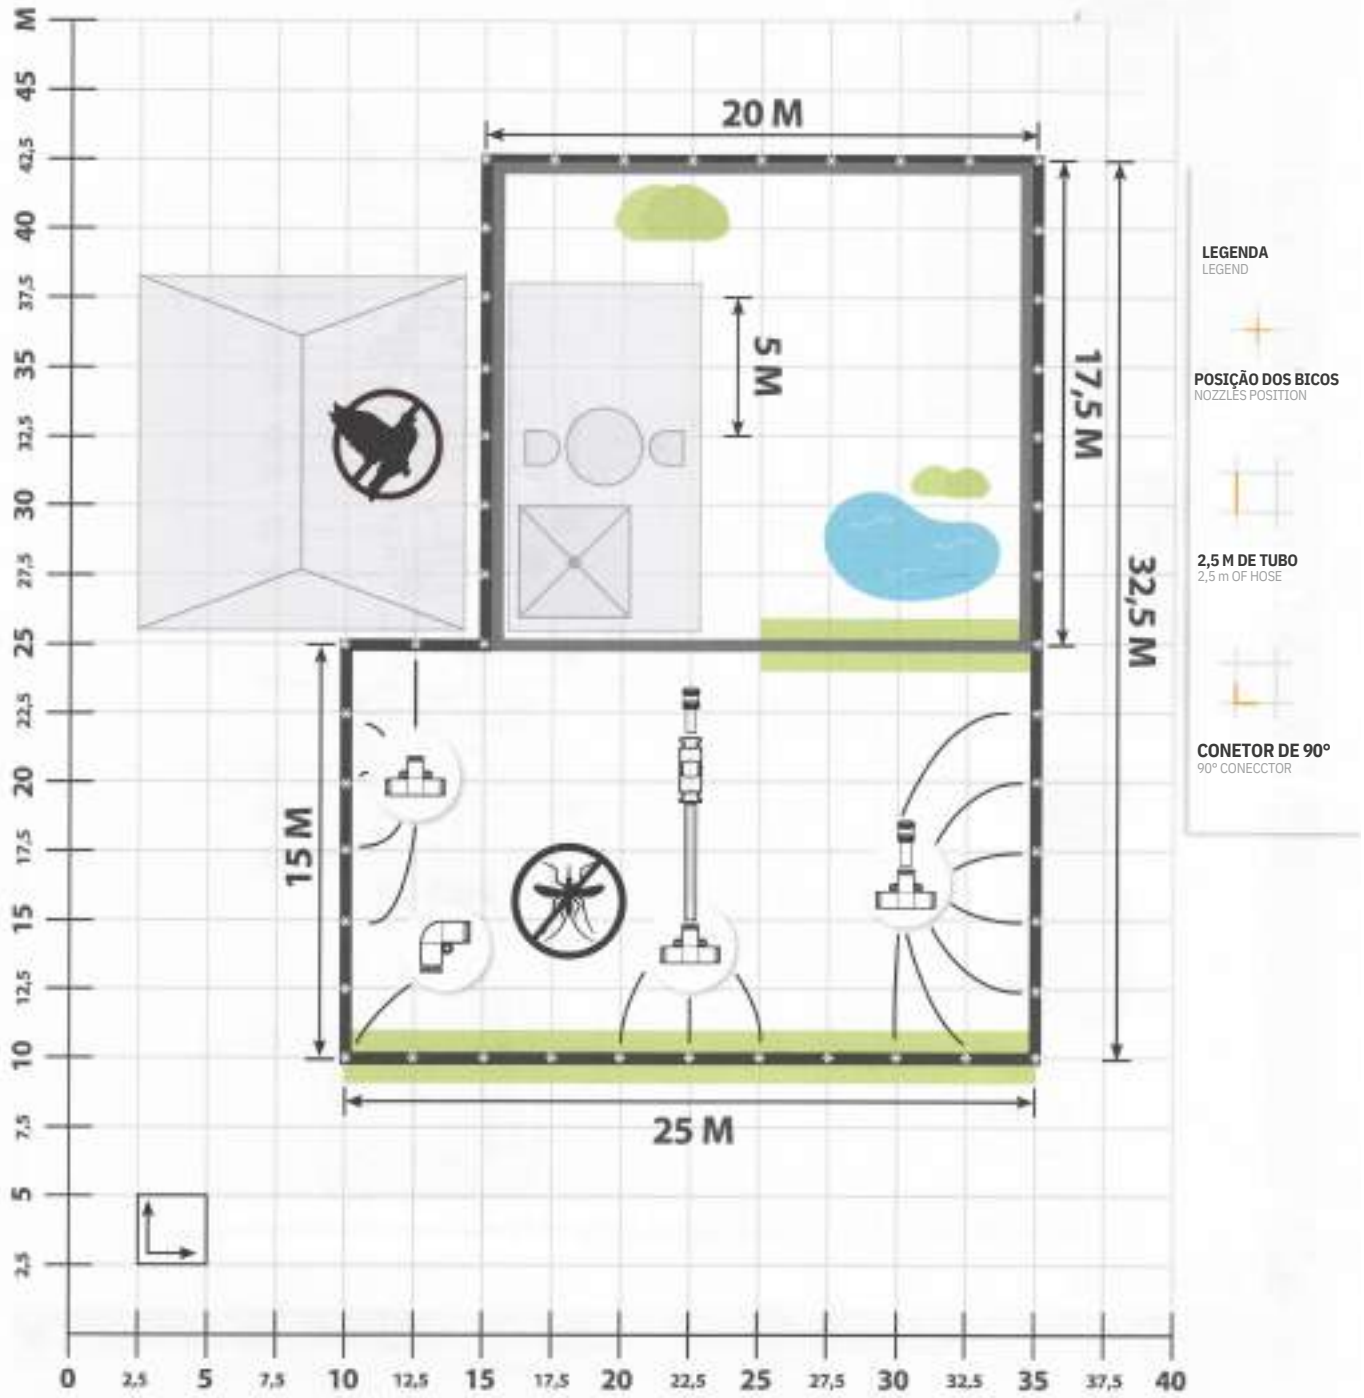 M
45
42,5
40
37,5
35
32,5
30
27,5
25
22,5
20
17,5
15
12,5
10
7,5
5
2,5
20 M
5 M
17,5 M
32,5 M
15 M
25 M
0
2,5
5
7,5
10
12,5
15
17,5
20
22,5
25
27,5
30
32,5
35
37,5
40
LEGENDA
LEGEND
POSIÇÃO DOS BICOS
NOZZLES POSITION
2,5 M DE TUBO
2,5 m OF HOSE
CONETOR DE 90°
90° CONECCTOR